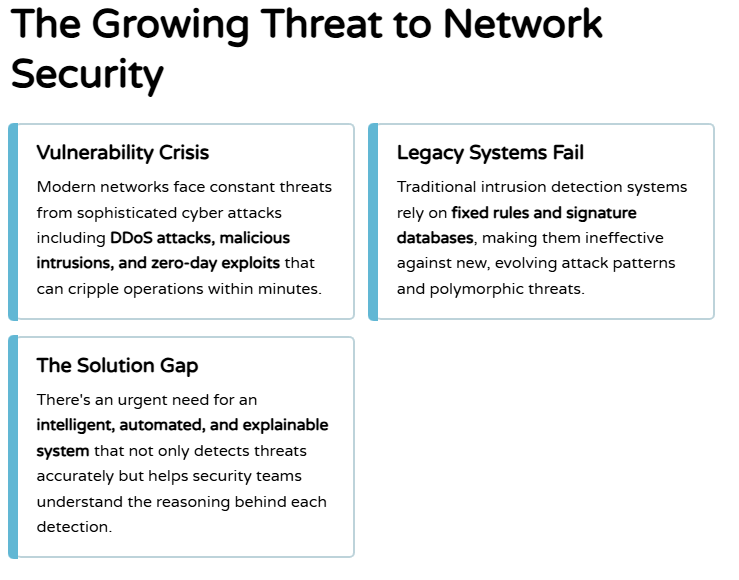 The Growing Threat to Network
Security
Vulnerability Crisis
Modern networks face constant threats
from sophisticated cyber attacks
including DDoS attacks, malicious
intrusions, and zero-day exploits that
can cripple operations within minutes.
Legacy Systems Fail
Traditional intrusion detection systems
rely on fixed rules and signature
databases, making them ineffective
against new, evolving attack patterns
and polymorphic threats.
The Solution Gap
There's an urgent need for an
intelligent, automated, and explainable
system that not only detects threats
accurately but helps security teams
understand the reasoning behind each
detection.